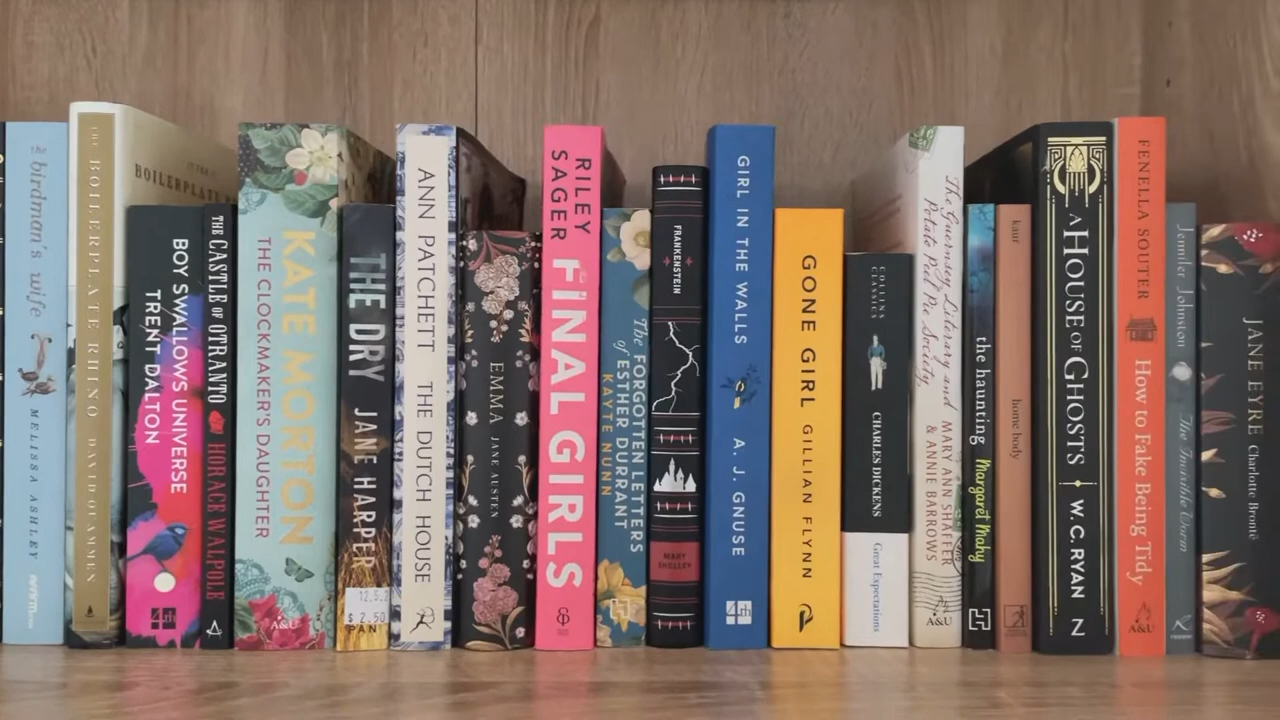 the birdman's wife
MELISSA ASHLEY
THE BOILERPLATE RHINO
DAVID QUAMMEN
BOILERPLATE
BOY SWALLOWS UNIVERSE
TRENT DALTON
4th
THE CASTLE OF OTRANTO
HORACE WALPOLE
KATE MORTON
THE CLOCKMAKER'S DAUGHTER
A&U
THE DRY
JANE HARPER
$ 2.50
PAN
ANN PATCHETT
THE DUTCH HOUSE
EMMA
JANE AUSTEN
RILEY
SAGER
FINAL GIRLS
The FORGOTTEN LETTERS
of ESTHER DURRANT
KAYTE NUNN
FRANKENSTEIN
MARY
SHELLEY
GIRL IN THE WALLS
A. J. GNUSE
4th
GONE GIRL
GILLIAN FLYNN
COLLINS
CLASSICS
CHARLES DICKENS
Great Expectations
The Guernsey Literary and
Potato Peel Pie Society
MARY ANN SHAFFER
& ANNIE BARROWS
A&U
the haunting
Margaret Mahy
kaur
home body
A HOUSE OF GHOSTS
W.C. RYAN
Z
FENELLA SOUTER
How to Fake Being Tidy
A&U
Jennifer Johnston
The Invisible Worm
JANE EYRE
Charlotte Brontë